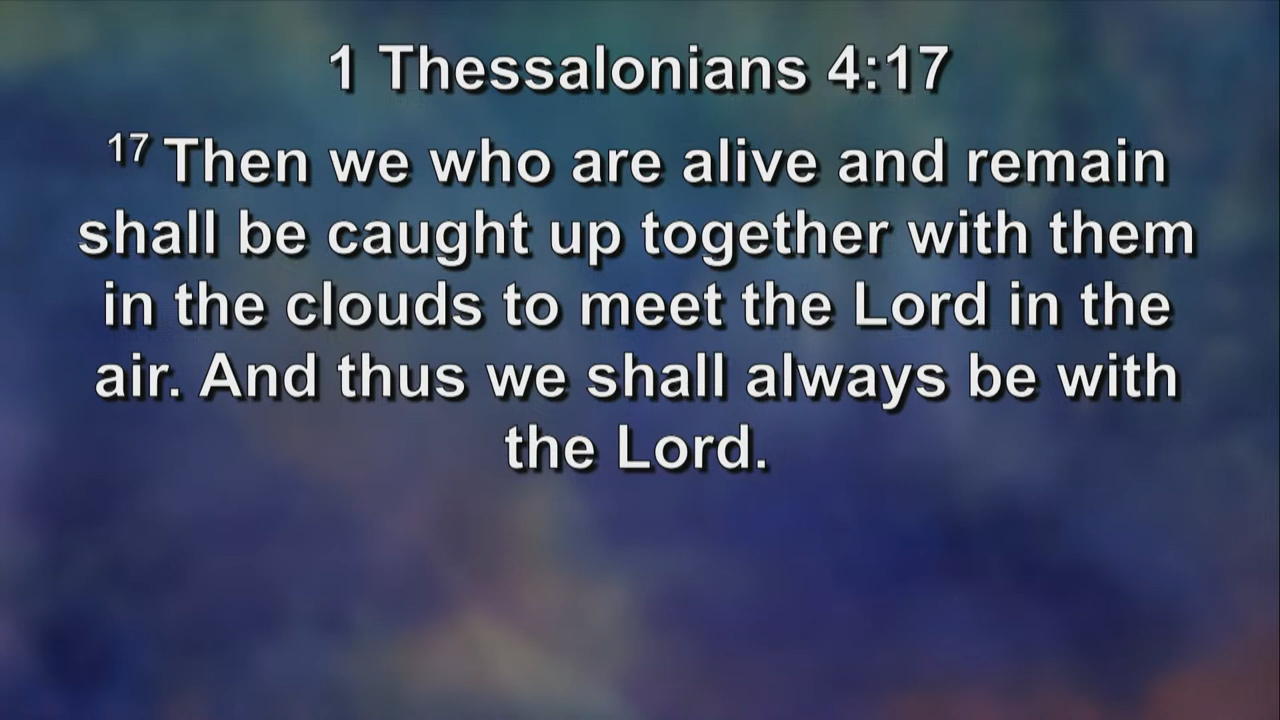 1 Thessalonians 4:17
17 Then we who are alive and remain
shall be caught up together with them
in the clouds to meet the Lord in the
air. And thus we shall always be with
the Lord.